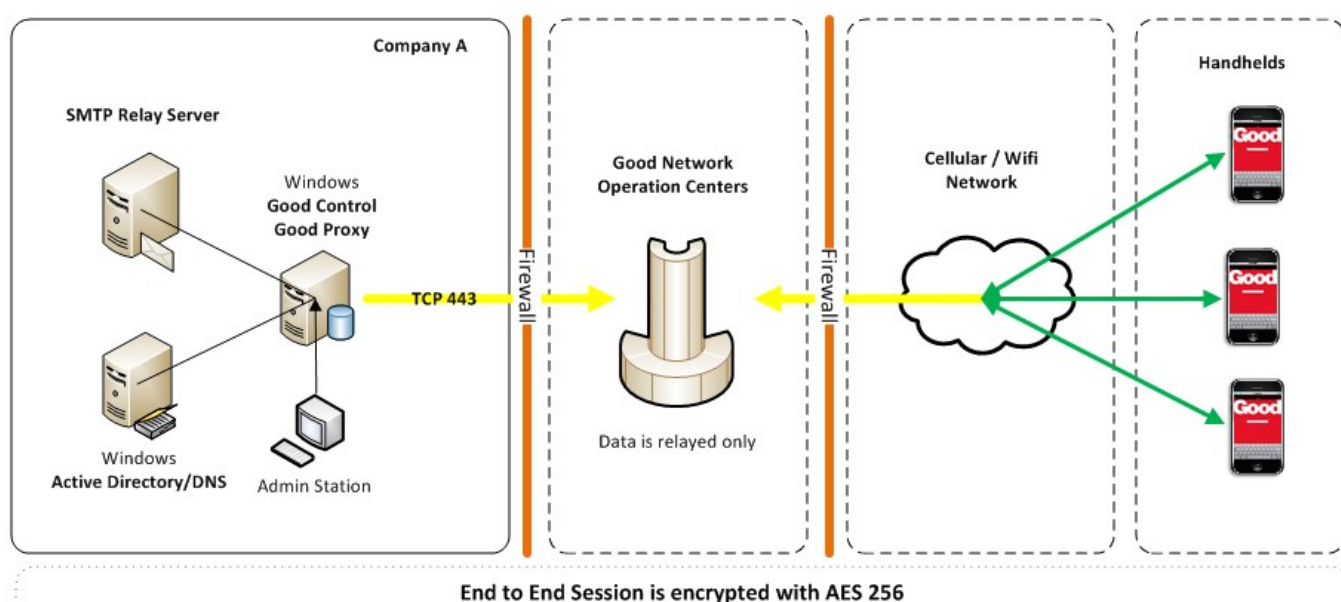 Company A
SMTP Relay Server
Windows
Good Control
Good Proxy
TCP 443
Windows
Active Directory/DNS
Admin Station
Firewall
Good Network
Operation Centers
Data is relayed only
Firewall
Cellular / Wifi
Network
Handhelds
Good
Good
Good
End to End Session is encrypted with AES 256